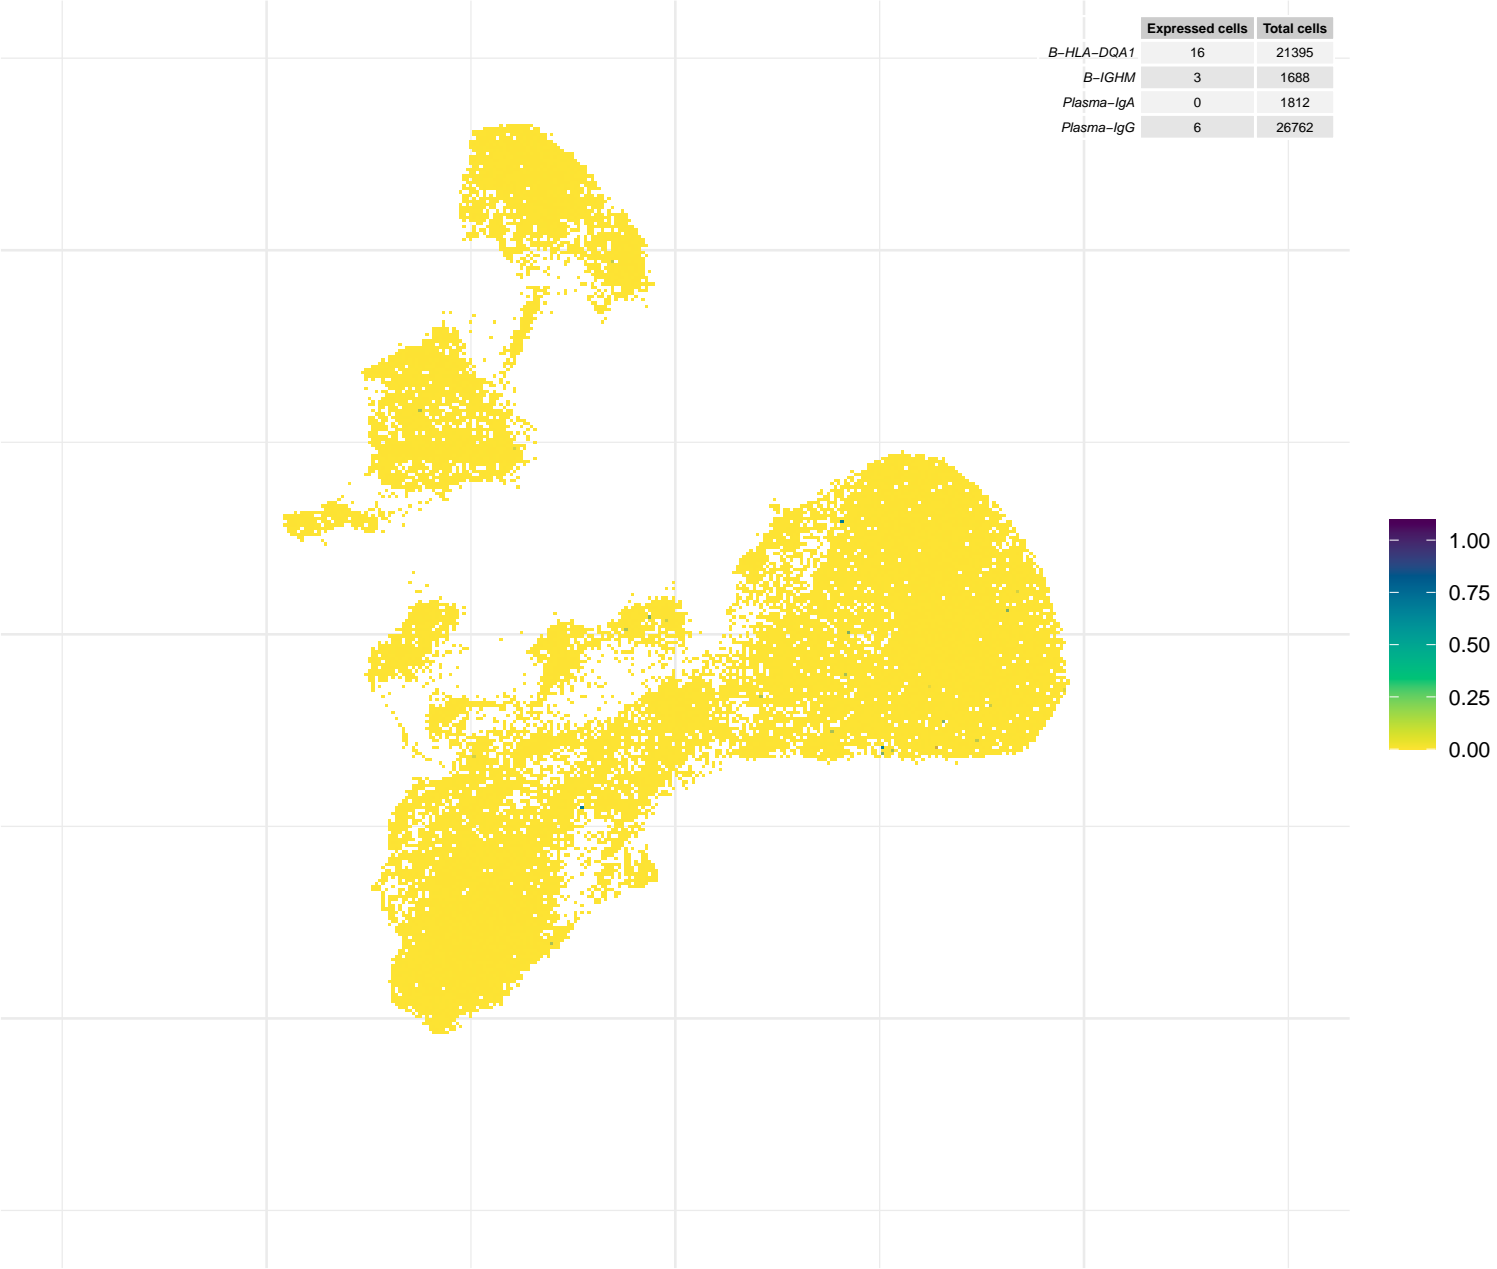 Expressed cells Total cells
B−HLA−DQA1 16 21395
B−IGHM 3 1688
Plasma−IgA 0 1812
Plasma−IgG 6 26762
1.00
0.75
0.50
0.25
0.00